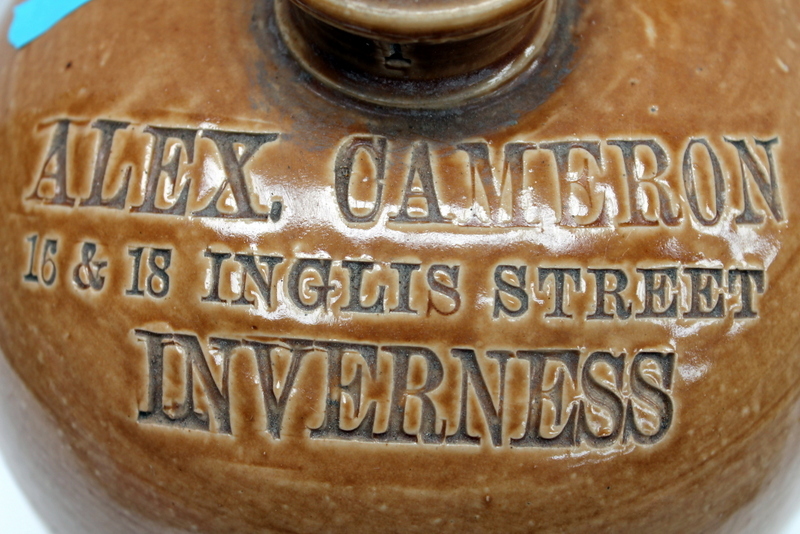 ALEX. CAMERON
16 & 18 INGLIS STREET
INVERNESS